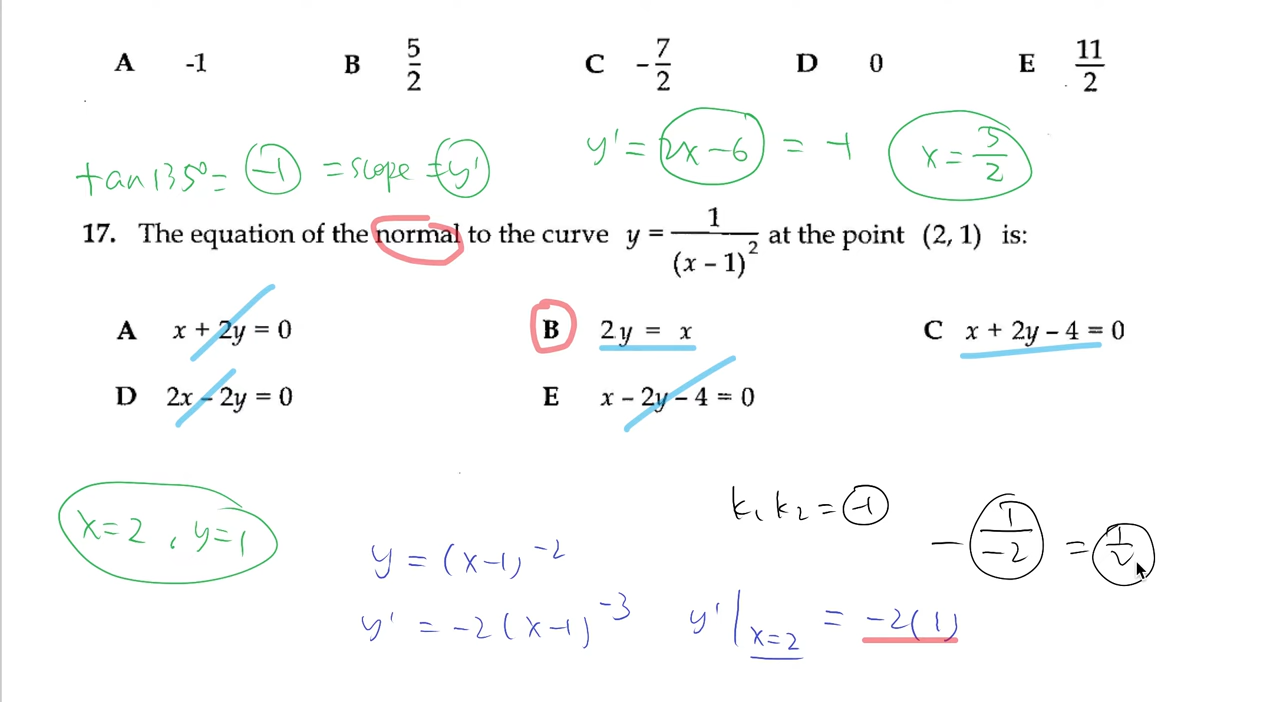 A -1 B 5/2 C -7/2 D 0 E 11/2
y' = 2x-6 = -1 x = 5/2
tan135° = -1 = slope = y'
17. The equation of the normal to the curve y = 1/(x - 1)² at the point (2, 1) is:
A x + 2y = 0 B 2y = x C x + 2y - 4 = 0
D 2x - 2y = 0 E x - 2y - 4 = 0
x=2, y=1
k₁ k₂ = -1 - 1/-2 = 1/2
y = (x-1)⁻²
y' = -2(x-1)⁻³ y'|x=2 = -2(1)